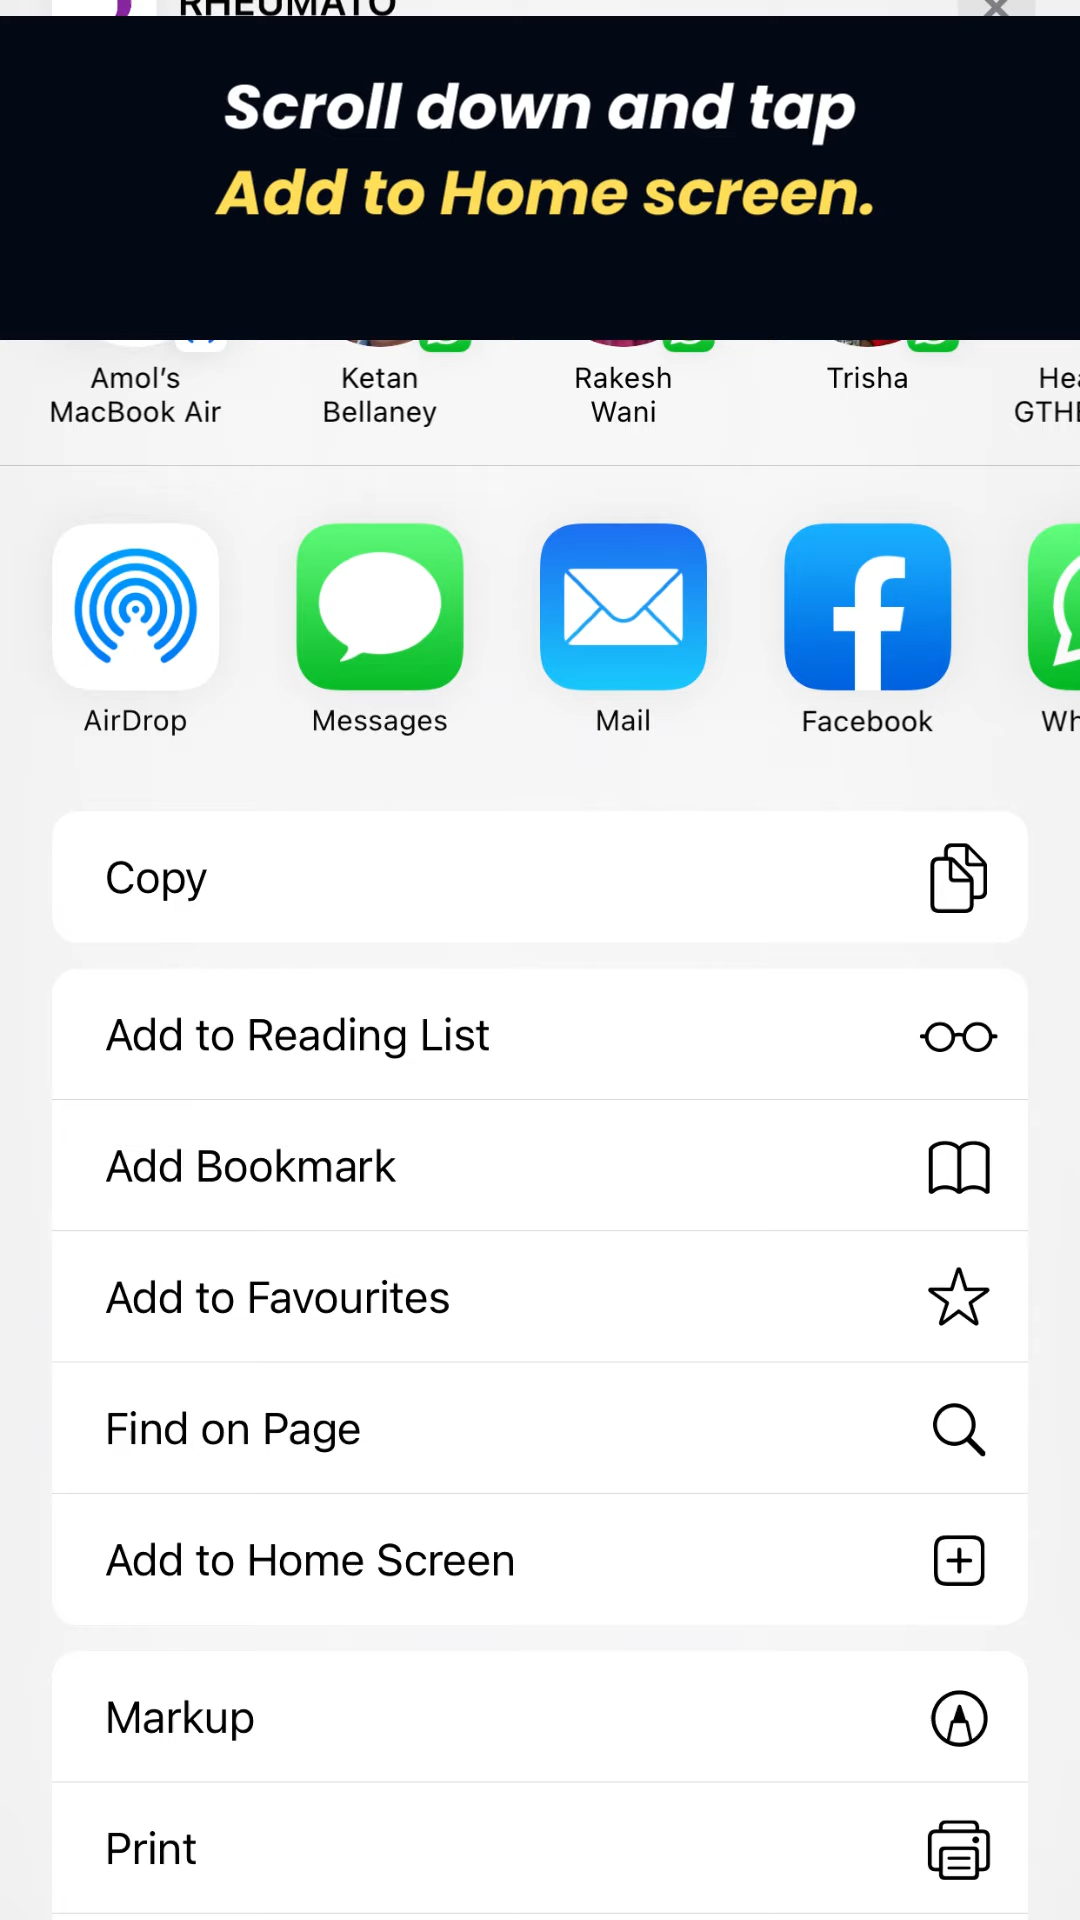 RHEUMATO
Scroll down and tap
Add to Home screen.
Amol's
MacBook Air
Ketan
Bellaney
Rakesh
Wani
Trisha
AirDrop
Messages
Mail
Facebook
Copy
Add to Reading List
Add Bookmark
Add to Favourites
Find on Page
Add to Home Screen
Markup
Print